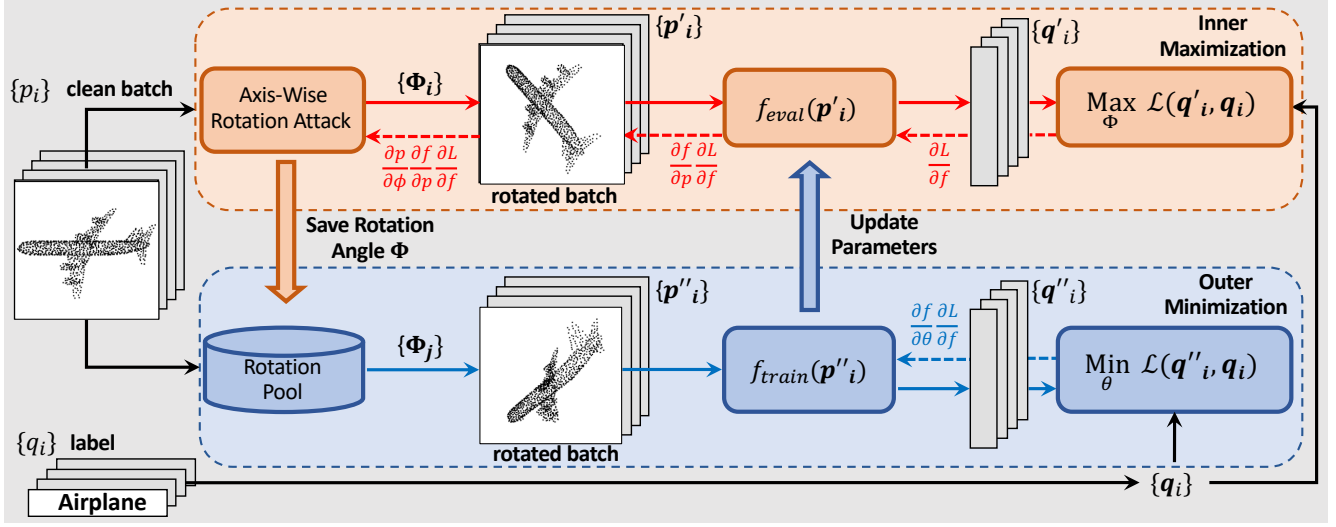 Inner
Maximization
{p_i} clean batch
Axis-Wise
Rotation Attack
{Φ_i}
{p'_i}
f_eval(p'_i)
{q'_i}
Max ℒ(q'_i, q_i)
Φ
∂p/∂ϕ ∂f/∂p ∂L/∂f
∂f/∂p ∂L/∂f
∂L/∂f
rotated batch
Save Rotation
Angle Φ
Update
Parameters
Outer
Minimization
Rotation
Pool
{Φ_j}
{p''_i}
f_train(p''_i)
{q''_i}
∂f/∂θ ∂L/∂f
Min ℒ(q''_i, q_i)
θ
rotated batch
{q_i} label
Airplane
{q_i}